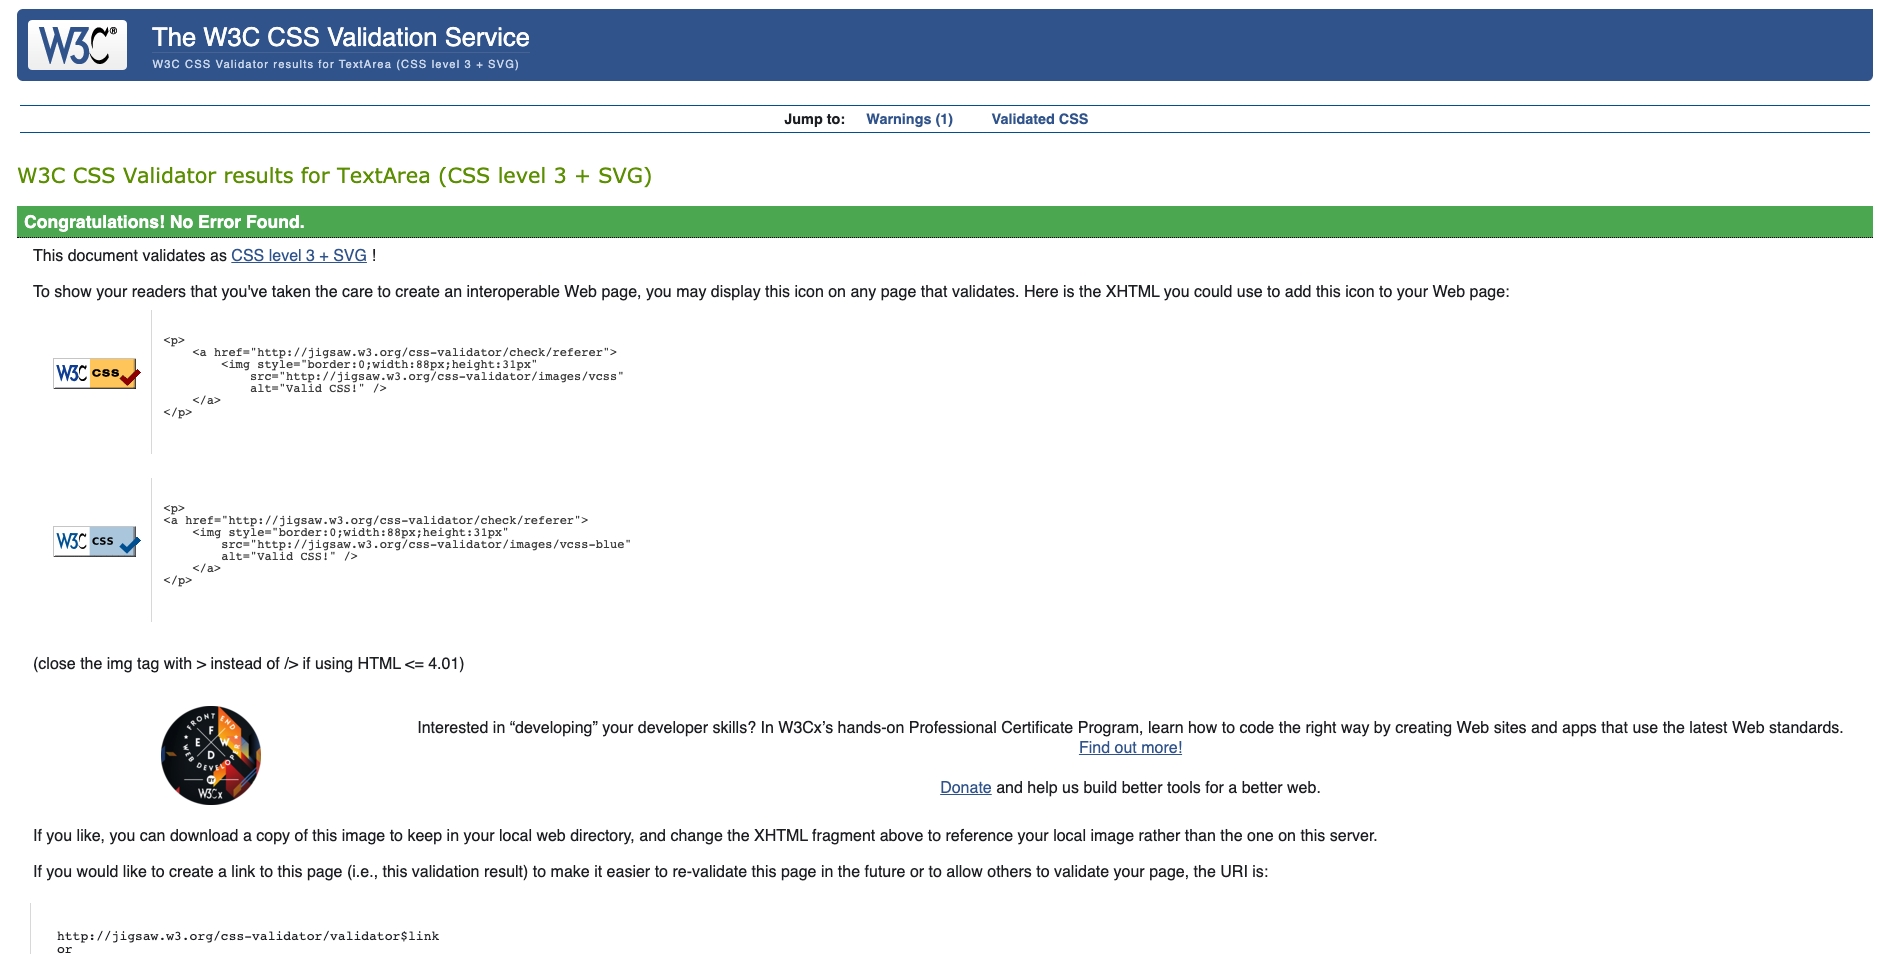 W3C®
The W3C CSS Validation Service
W3C CSS Validator results for TextArea (CSS level 3 + SVG)
Jump to: Warnings (1) Validated CSS
W3C CSS Validator results for TextArea (CSS level 3 + SVG)
Congratulations! No Error Found.
This document validates as CSS level 3 + SVG !
To show your readers that you've taken the care to create an interoperable Web page, you may display this icon on any page that validates. Here is the XHTML you could use to add this icon to your Web page:
W3C css
<p>
    <a href="http://jigsaw.w3.org/css-validator/check/referer">
        <img style="border:0;width:88px;height:31px"
            src="http://jigsaw.w3.org/css-validator/images/vcss"
            alt="Valid CSS!" />
    </a>
</p>
W3C css
<p>
<a href="http://jigsaw.w3.org/css-validator/check/referer">
    <img style="border:0;width:88px;height:31px"
        src="http://jigsaw.w3.org/css-validator/images/vcss-blue"
        alt="Valid CSS!" />
    </a>
</p>
(close the img tag with > instead of /> if using HTML <= 4.01)
FRONT END
F E W D
WEB DEVELOPER
BY
W3Cx
Interested in “developing” your developer skills? In W3Cx’s hands-on Professional Certificate Program, learn how to code the right way by creating Web sites and apps that use the latest Web standards.
Find out more!
Donate and help us build better tools for a better web.
If you like, you can download a copy of this image to keep in your local web directory, and change the XHTML fragment above to reference your local image rather than the one on this server.
If you would like to create a link to this page (i.e., this validation result) to make it easier to re-validate this page in the future or to allow others to validate your page, the URI is:
http://jigsaw.w3.org/css-validator/validator$link
or